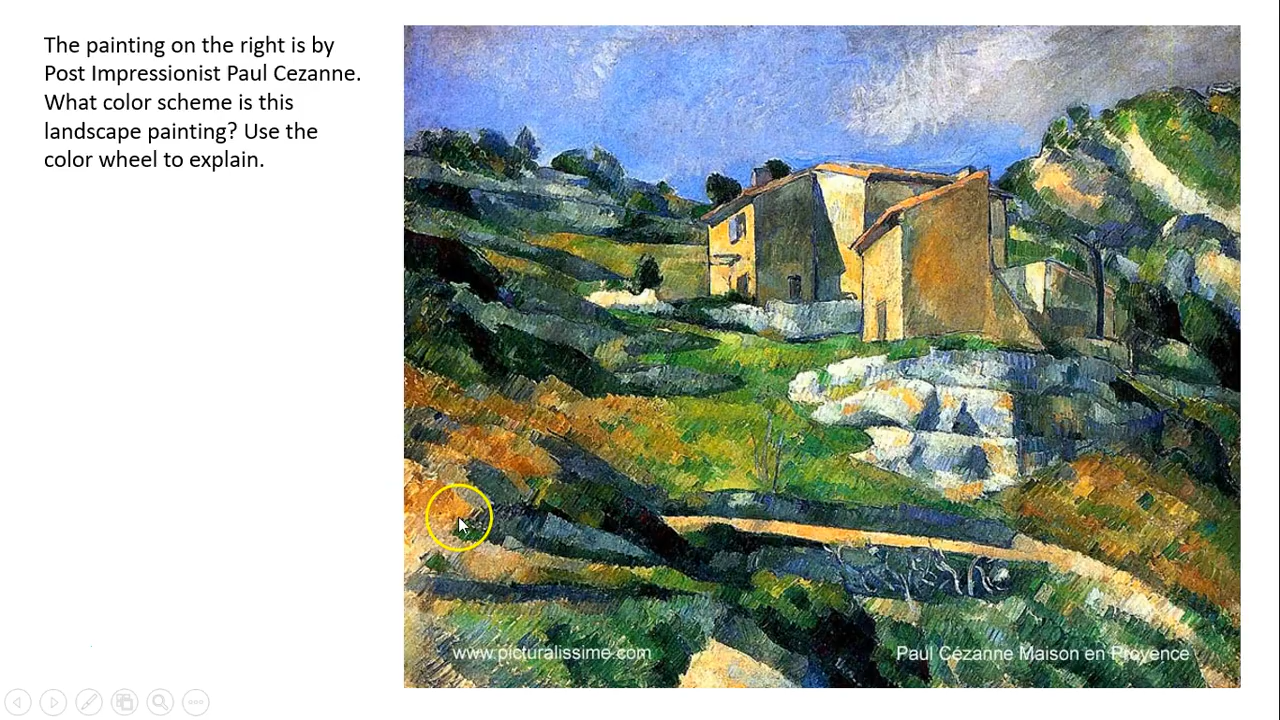 The painting on the right is by
Post Impressionist Paul Cezanne.
What color scheme is this
landscape painting? Use the
color wheel to explain.
www.picturalissime.com
Paul Cézanne Maison en Provence